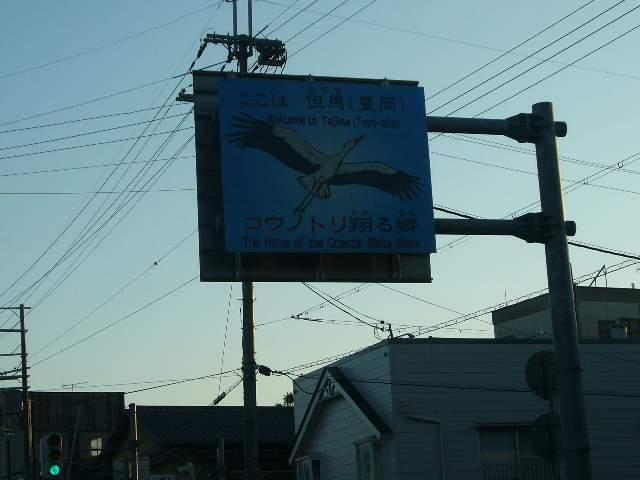 ここは 但馬(豊岡)
Welcome to Tajima (Toyo-oka)
コウノトリ翔る郷
The Home of the Oriental White Stork